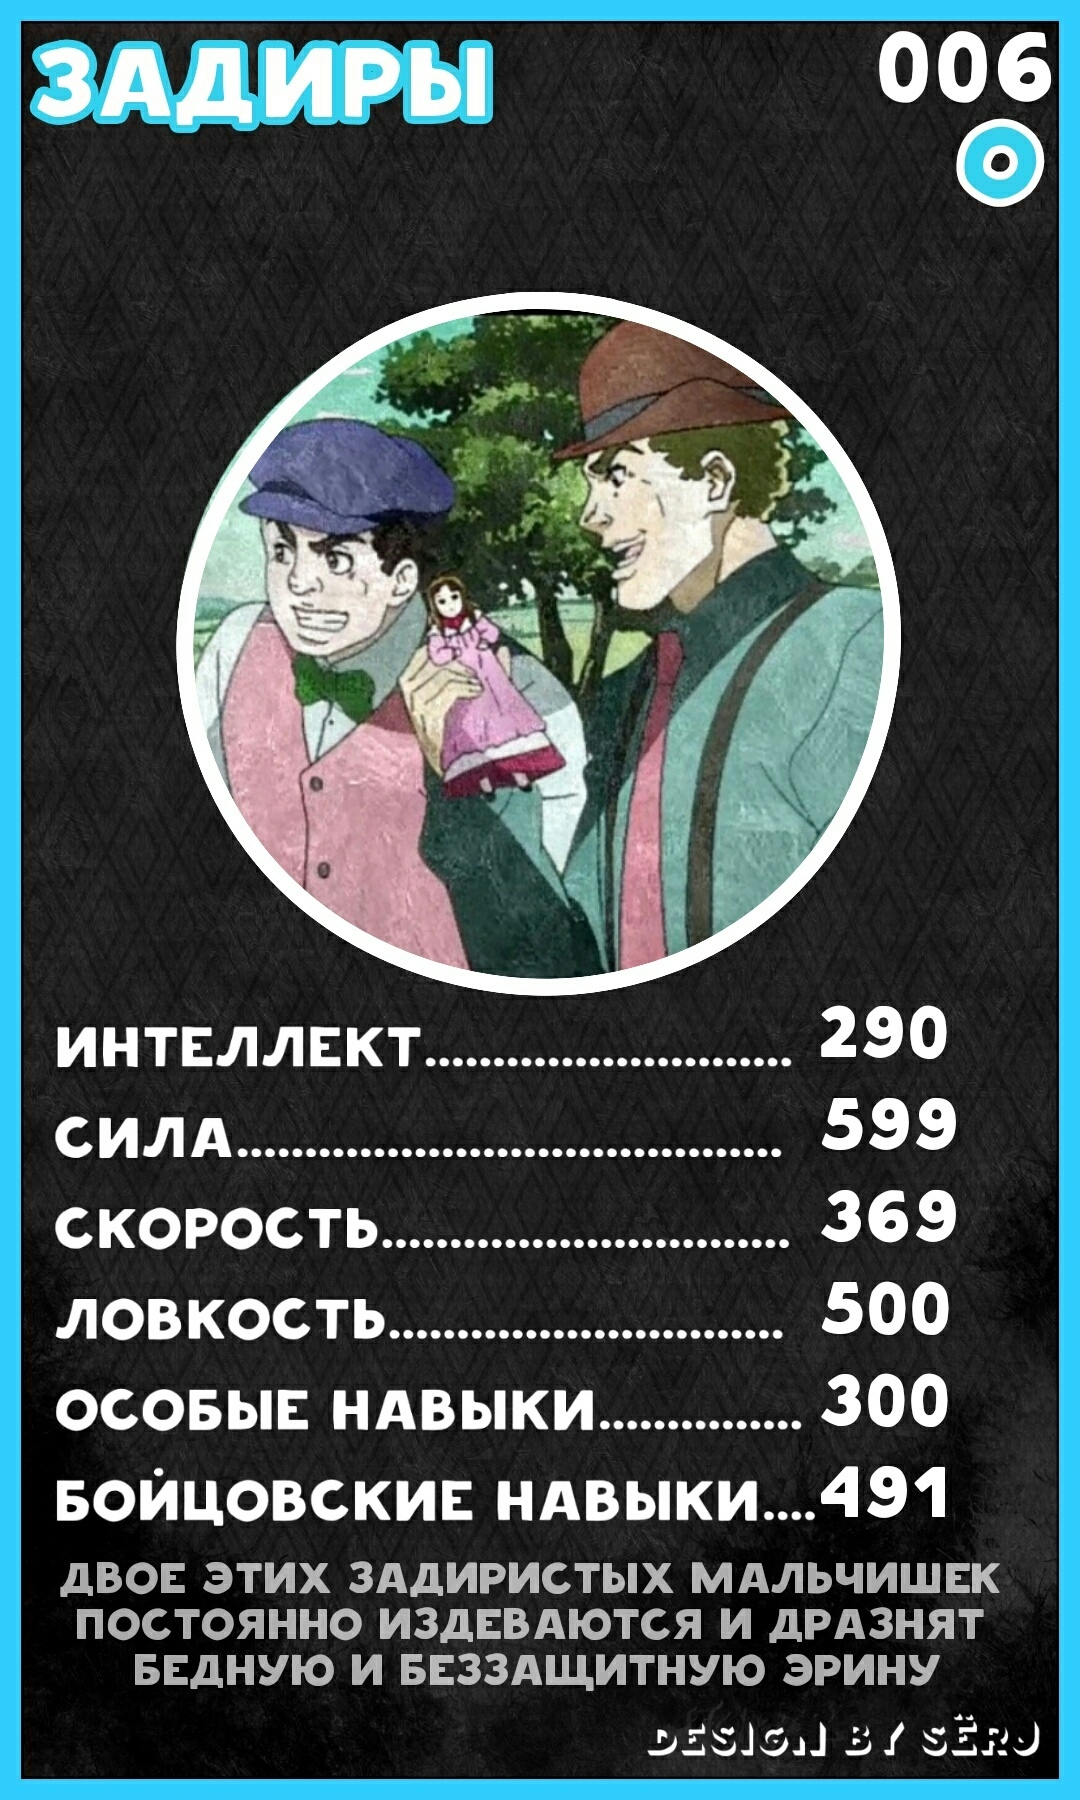 ЗАДИРЫ
006
O
ИНТЕЛЛЕКТ........................... 290
СИЛА........................................ 599
СКОРОСТЬ.............................. 369
ЛОВКОСТЬ............................. 500
ОСОБЫЕ НАВЫКИ............... 300
БОЙЦОВСКИЕ НАВЫКИ....491
ДВОЕ ЭТИХ ЗАДИРИСТЫХ МАЛЬЧИШЕК
ПОСТОЯННО ИЗДЕВАЮТСЯ И ДРАЗНЯТ
БЕДНУЮ И БЕЗЗАЩИТНУЮ ЭРИНУ
DESIGN BY SЁRJ